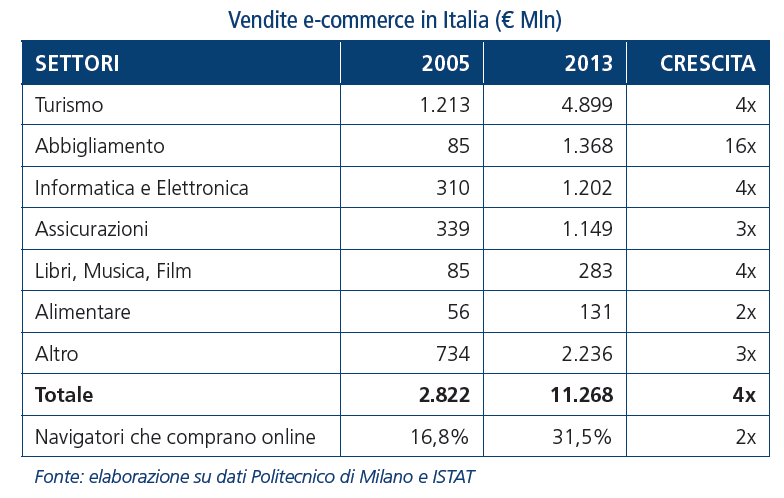 Vendite e-commerce in Italia (€ Mln)
SETTORI 2005 2013 CRESCITA
Turismo 1.213 4.899 4x
Abbigliamento 85 1.368 16x
Informatica e Elettronica 310 1.202 4x
Assicurazioni 339 1.149 3x
Libri, Musica, Film 85 283 4x
Alimentare 56 131 2x
Altro 734 2.236 3x
Totale 2.822 11.268 4x
Navigatori che comprano online 16,8% 31,5% 2x
Fonte: elaborazione su dati Politecnico di Milano e ISTAT